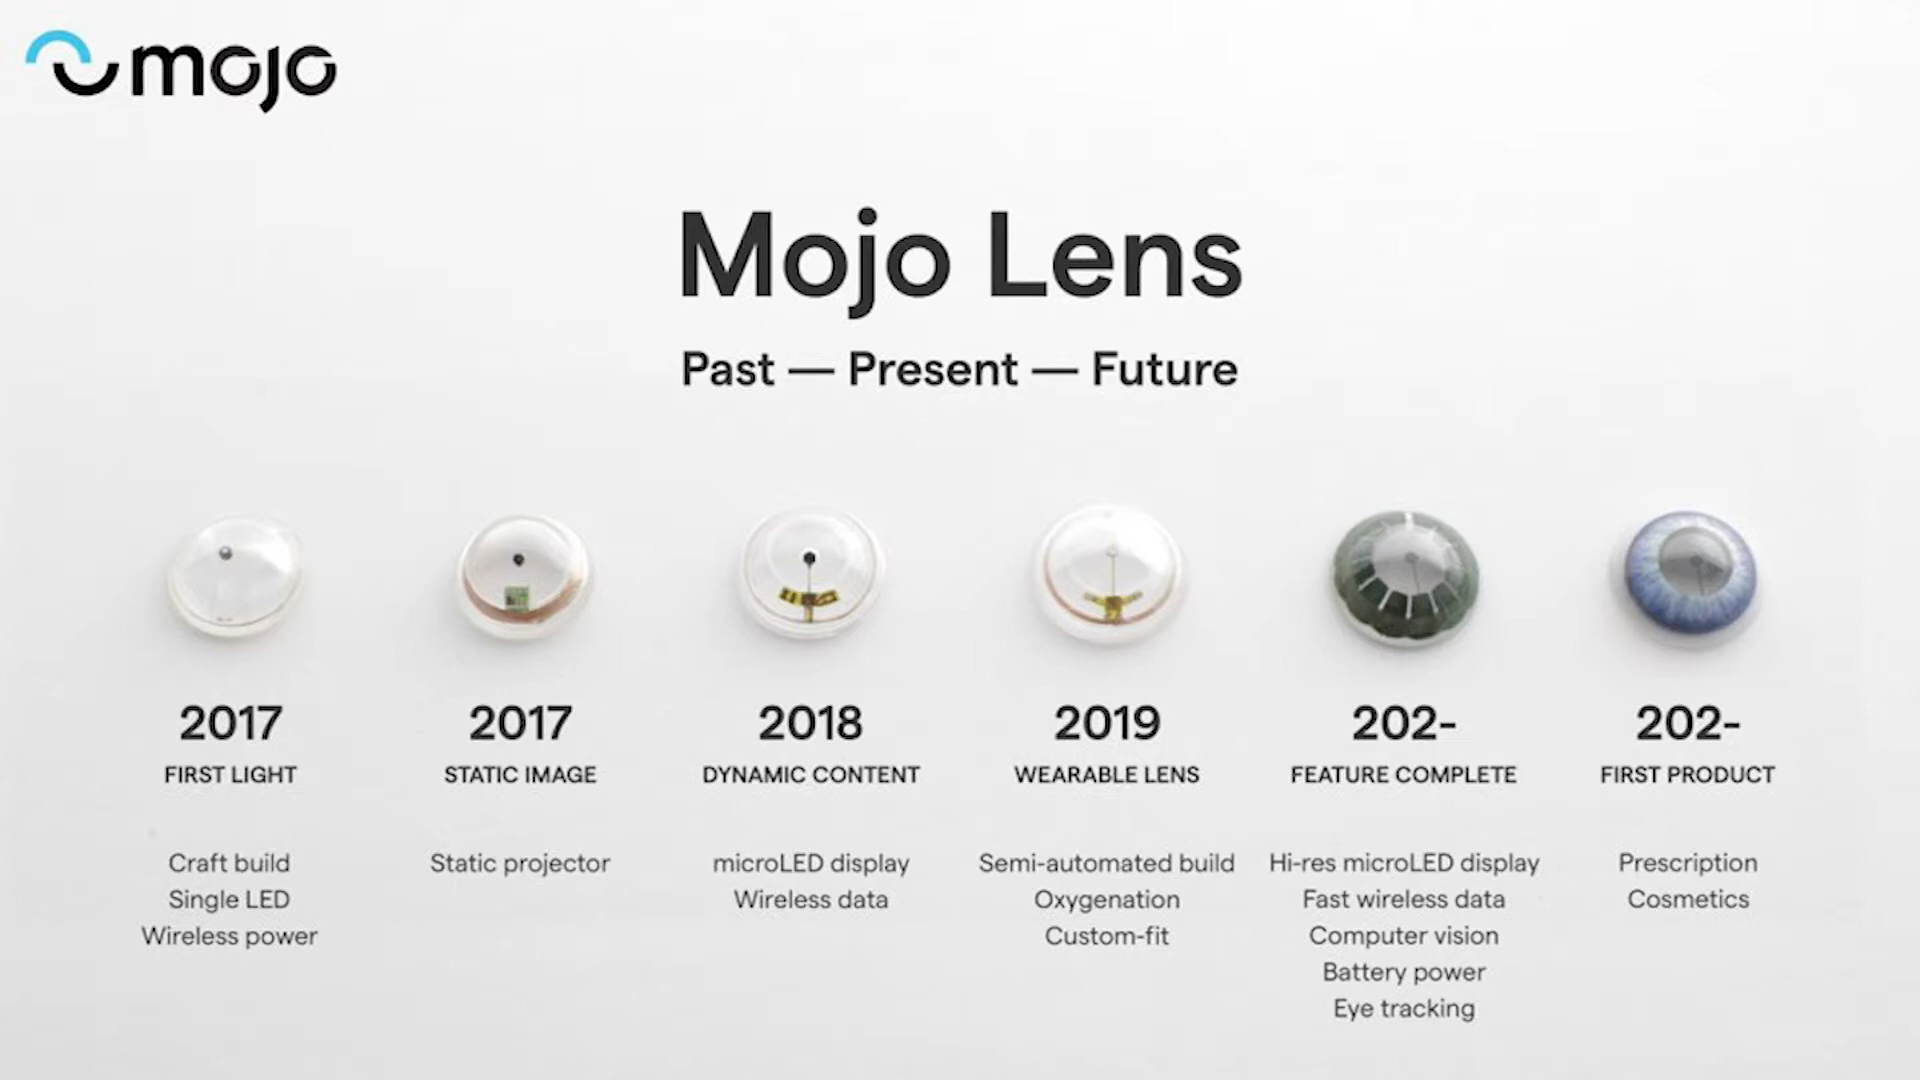 mojo
Mojo Lens
Past — Present — Future
2017
FIRST LIGHT
Craft build
Single LED
Wireless power
2017
STATIC IMAGE
Static projector
2018
DYNAMIC CONTENT
microLED display
Wireless data
2019
WEARABLE LENS
Semi-automated build
Oxygenation
Custom-fit
202-
FEATURE COMPLETE
Hi-res microLED display
Fast wireless data
Computer vision
Battery power
Eye tracking
202-
FIRST PRODUCT
Prescription
Cosmetics